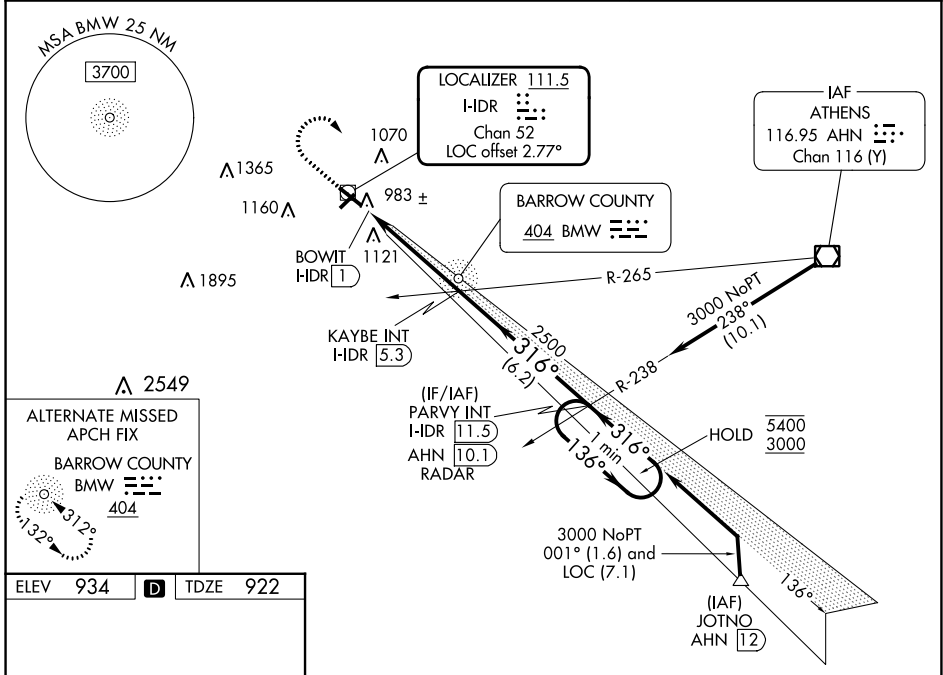 MSA BMW 25 NM
3700
LOCALIZER 111.5
I-IDR
Chan 52
LOC offset 2.77°
IAF
ATHENS
116.95 AHN
Chan 116 (Y)
1070
1365
983 ±
1160
BARROW COUNTY
404 BMW
BOWIT
I-IDR 1
1121
1895
R-265
3000 NoPT
238°
(10.1)
KAYBE INT
I-IDR 5.3
2500
316°
(6.2)
R-238
2549
(IF/IAF)
PARVY INT
I-IDR 11.5
AHN 10.1
RADAR
316°
1 min
136°
HOLD
5400
3000
ALTERNATE MISSED
APCH FIX
BARROW COUNTY
BMW
404
312°
132°
3000 NoPT
001° (1.6) and
LOC (7.1)
136°
(IAF)
JOTNO
AHN 12
ELEV 934 D TDZE 922